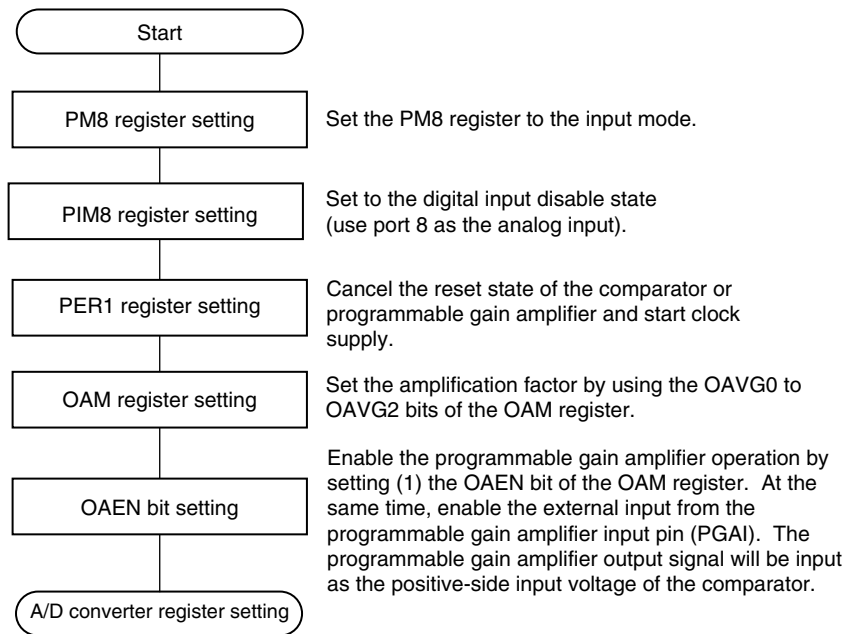 Start
PM8 register setting
Set the PM8 register to the input mode.
PIM8 register setting
Set to the digital input disable state
(use port 8 as the analog input).
PER1 register setting
Cancel the reset state of the comparator or
programmable gain amplifier and start clock
supply.
OAM register setting
Set the amplification factor by using the OAVG0 to
OAVG2 bits of the OAM register.
OAEN bit setting
Enable the programmable gain amplifier operation by
setting (1) the OAEN bit of the OAM register.  At the
same time, enable the external input from the
programmable gain amplifier input pin (PGAI).  The
programmable gain amplifier output signal will be input
as the positive-side input voltage of the comparator.
A/D converter register setting